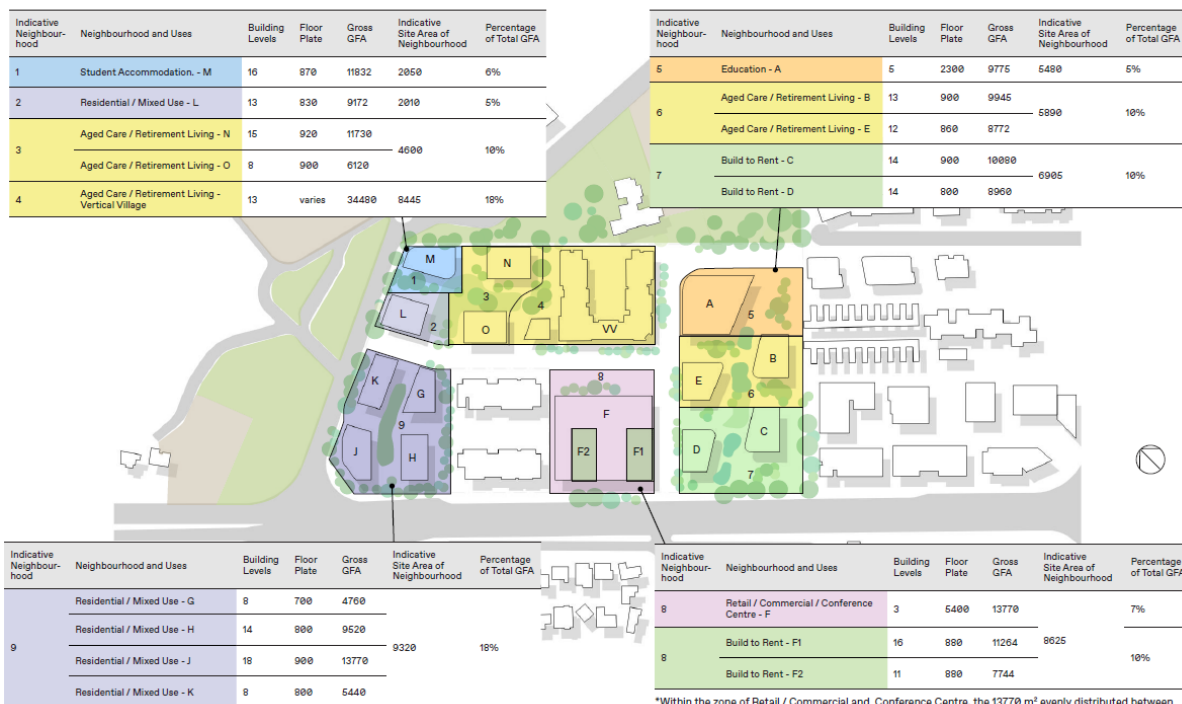 Indicative Neighbour-hood Neighbourhood and Uses Building Levels Floor Plate Gross GFA Indicative Site Area of Neighbourhood Percentage of Total GFA
1 Student Accommodation. - M 16 870 11832 2050 6%
2 Residential / Mixed Use - L 13 830 9172 2010 5%
3 Aged Care / Retirement Living - N 15 920 11730 4600 10%
Aged Care / Retirement Living - O 8 900 6120
4 Aged Care / Retirement Living - Vertical Village 13 varies 34480 8445 18%
Indicative Neighbour-hood Neighbourhood and Uses Building Levels Floor Plate Gross GFA Indicative Site Area of Neighbourhood Percentage of Total GFA
5 Education - A 5 2300 9775 5480 5%
6 Aged Care / Retirement Living - B 13 900 9945 5890 10%
Aged Care / Retirement Living - E 12 860 8772
7 Build to Rent - C 14 900 10080 6905 10%
Build to Rent - D 14 800 8960
M
1
N
3
4
L
2
O
VV
A
5
B
E
6
K
G
9
J
H
8
F
F2
F1
C
D
7
Indicative Neighbour-hood Neighbourhood and Uses Building Levels Floor Plate Gross GFA Indicative Site Area of Neighbourhood Percentage of Total GFA
9 Residential / Mixed Use - G 8 700 4760 9320 18%
Residential / Mixed Use - H 14 800 9520
Residential / Mixed Use - J 18 900 13770
Residential / Mixed Use - K 8 800 5440
Indicative Neighbour-hood Neighbourhood and Uses Building Levels Floor Plate Gross GFA Indicative Site Area of Neighbourhood Percentage of Total GFA
8 Retail / Commercial / Conference Centre - F 3 5400 13770 8625 7%
8 Build to Rent - F1 16 880 11264 10%
Build to Rent - F2 11 880 7744
*Within the zone of Retail / Commercial and Conference Centre, the 13770 m² evenly distributed between